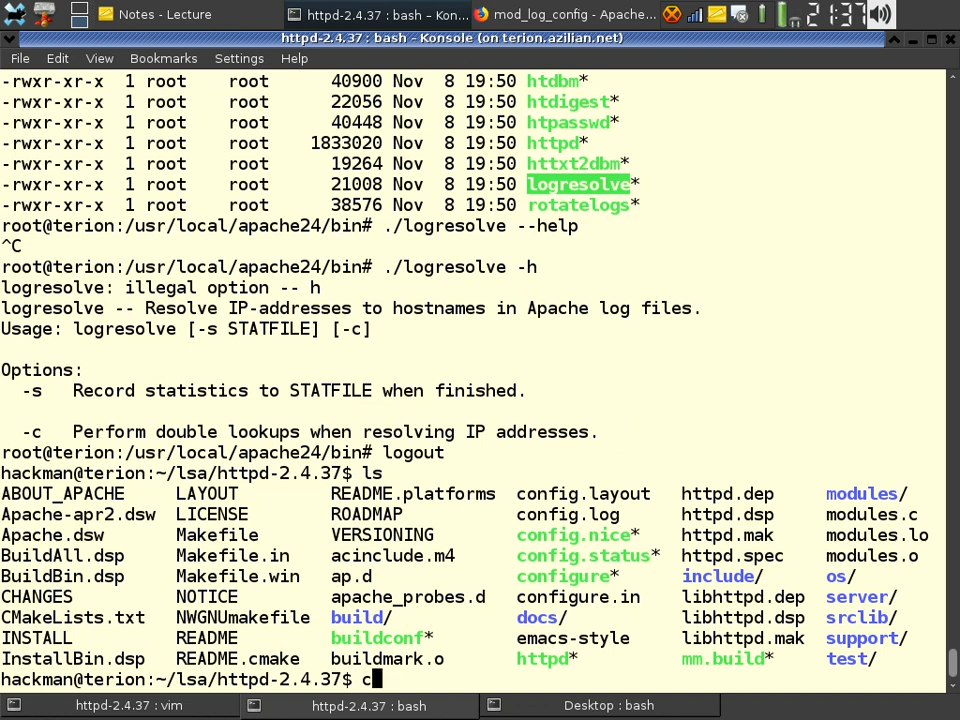 Notes - Lecture
httpd-2.4.37 : bash – Kon...
mod_log_config - Apache...
21:37
httpd-2.4.37 : bash - Konsole (on terion.azilian.net)
File Edit View Bookmarks Settings Help
-rwxr-xr-x 1 root root 40900 Nov 8 19:50 htdbm*
-rwxr-xr-x 1 root root 22056 Nov 8 19:50 htdigest*
-rwxr-xr-x 1 root root 40448 Nov 8 19:50 htpasswd*
-rwxr-xr-x 1 root root 1833020 Nov 8 19:50 httpd*
-rwxr-xr-x 1 root root 19264 Nov 8 19:50 httxt2dbm*
-rwxr-xr-x 1 root root 21008 Nov 8 19:50 logresolve*
-rwxr-xr-x 1 root root 38576 Nov 8 19:50 rotatelogs*
root@terion:/usr/local/apache24/bin# ./logresolve --help
^C
root@terion:/usr/local/apache24/bin# ./logresolve -h
logresolve: illegal option -- h
logresolve -- Resolve IP-addresses to hostnames in Apache log files.
Usage: logresolve [-s STATFILE] [-c]
Options:
-s Record statistics to STATFILE when finished.
-c Perform double lookups when resolving IP addresses.
root@terion:/usr/local/apache24/bin# logout
hackman@terion:~/lsa/httpd-2.4.37$ ls
ABOUT_APACHE LAYOUT README.platforms config.layout httpd.dep modules/
Apache-apr2.dsw LICENSE ROADMAP config.log httpd.dsp modules.c
Apache.dsw Makefile VERSIONING config.nice* httpd.mak modules.lo
BuildAll.dsp Makefile.in acinclude.m4 config.status* httpd.spec modules.o
BuildBin.dsp Makefile.win ap.d configure* include/ os/
CHANGES NOTICE apache_probes.d configure.in libhttpd.dep server/
CMakeLists.txt NWGNUmakefile build/ docs/ libhttpd.dsp srclib/
INSTALL README buildconf* emacs-style libhttpd.mak support/
InstallBin.dsp README.cmake buildmark.o httpd* mm.build* test/
hackman@terion:~/lsa/httpd-2.4.37$ c
httpd-2.4.37 : vim
httpd-2.4.37 : bash
Desktop : bash